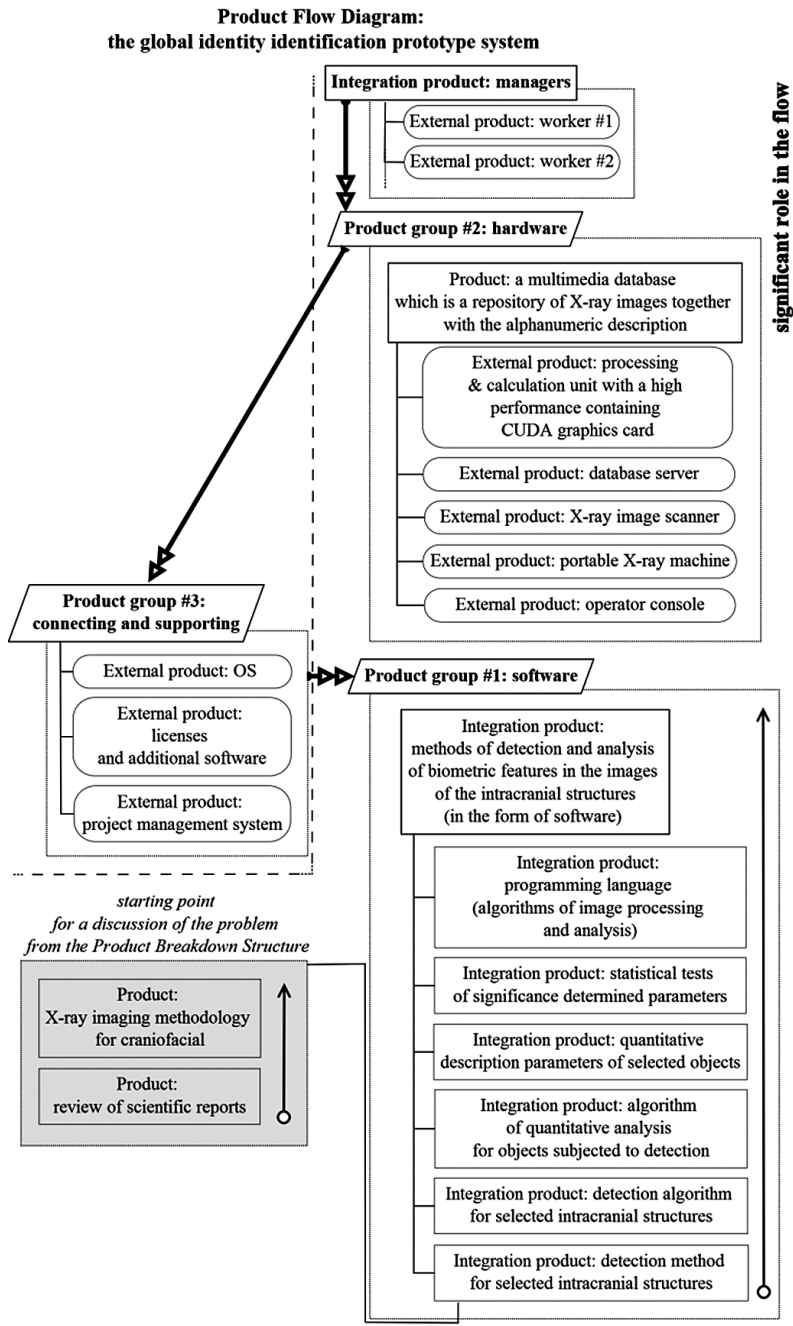 Product Flow Diagram:
the global identity identification prototype system
Integration product: managers
External product: worker #1
External product: worker #2
significant role in the flow
Product group #2: hardware
Product: a multimedia database
which is a repository of X-ray images together
with the alphanumeric description
External product: processing
& calculation unit with a high
performance containing
CUDA graphics card
External product: database server
External product: X-ray image scanner
External product: portable X-ray machine
External product: operator console
Product group #3:
connecting and supporting
External product: OS
External product:
licenses
and additional software
External product:
project management system
Product group #1: software
Integration product:
methods of detection and analysis
of biometric features in the images
of the intracranial structures
(in the form of software)
Integration product:
programming language
(algorithms of image processing
and analysis)
Integration product: statistical tests
of significance determined parameters
Integration product: quantitative
description parameters of selected objects
Integration product: algorithm
of quantitative analysis
for objects subjected to detection
Integration product: detection algorithm
for selected intracranial structures
Integration product: detection method
for selected intracranial structures
starting point
for a discussion of the problem
from the Product Breakdown Structure
Product:
X-ray imaging methodology
for craniofacial
Product:
review of scientific reports